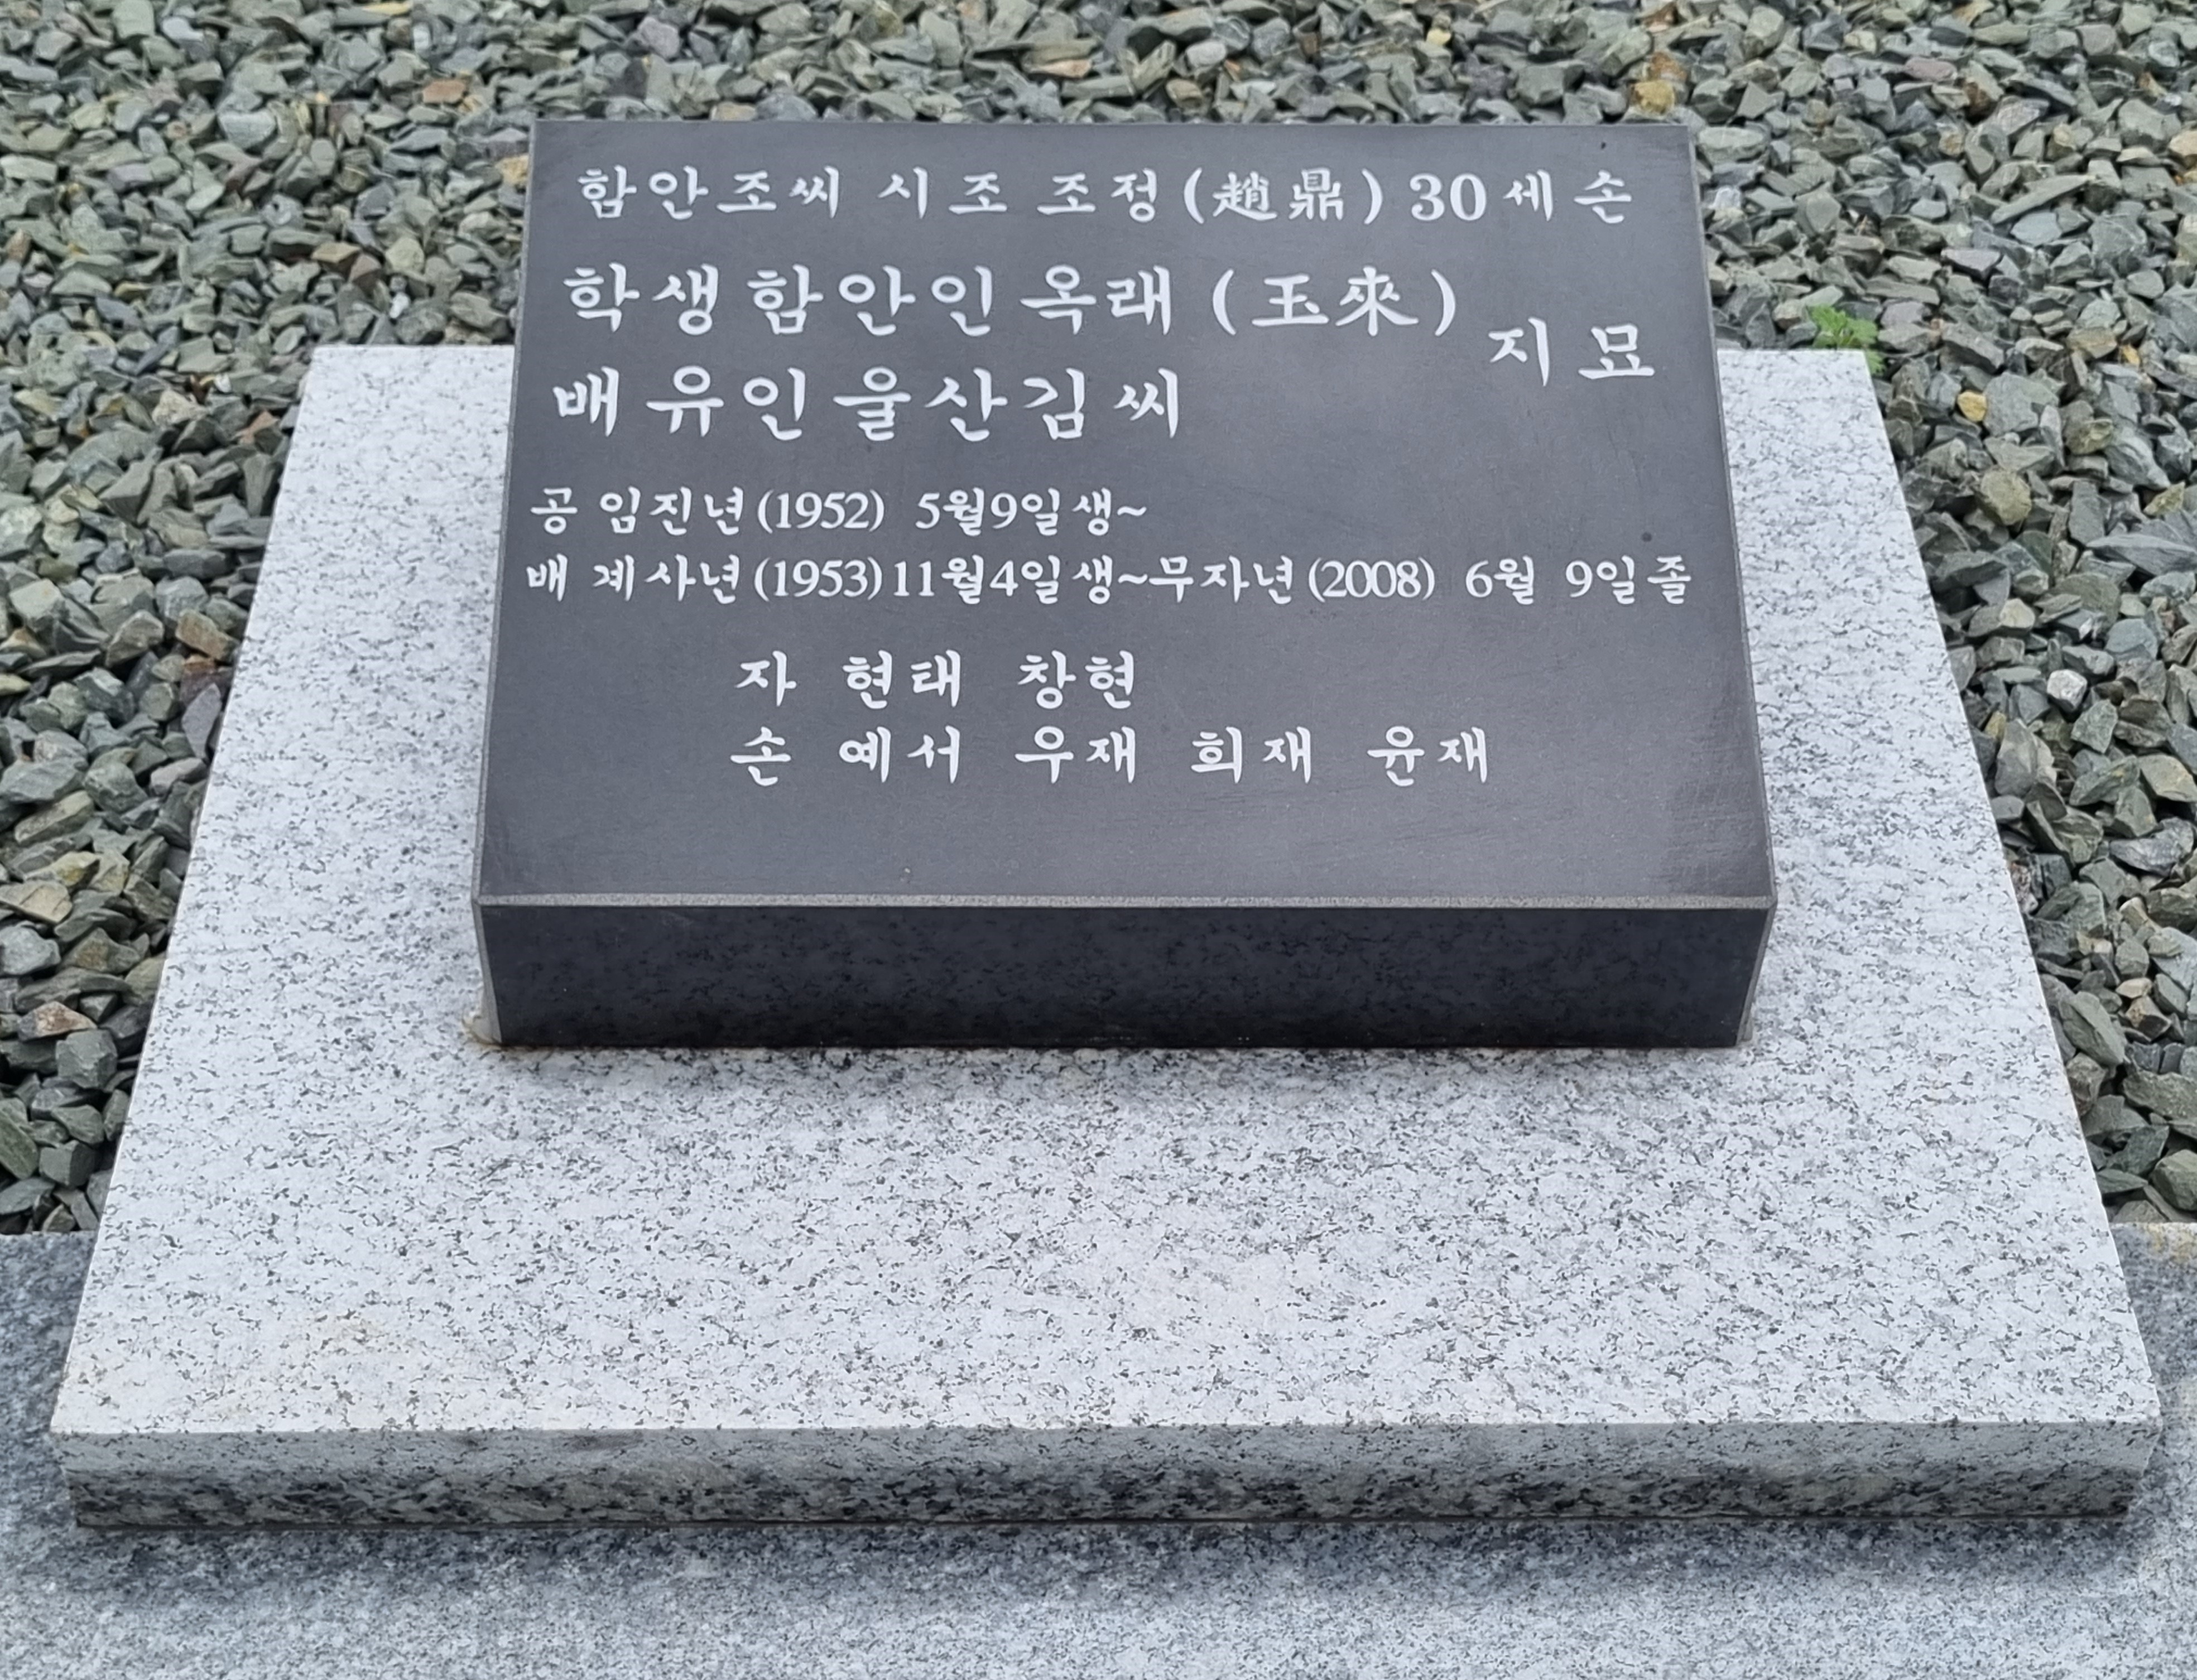 함안조씨 시조 조정(趙鼎)30세손
학생함안인옥래(玉來)
지묘
배유인울산김씨
공 임진년(1952) 5월9일생~
배 계사년(1953)11월4일생~무자년(2008) 6월 9일졸
자 현태 창현
손 예서 우재 희재 윤재